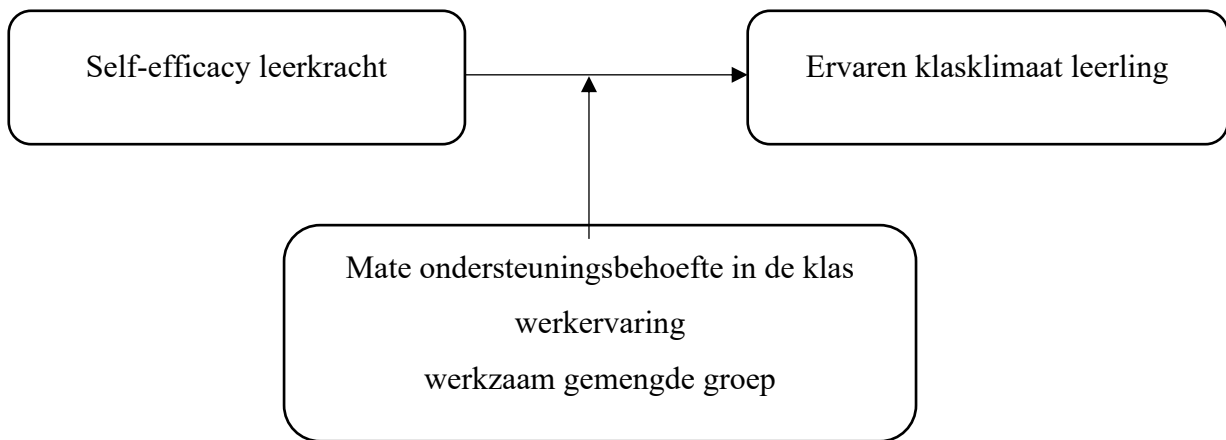 Self-efficacy leerkracht
Ervaren klasklimaat leerling
Mate ondersteuningsbehoefte in de klas
werkervaring
werkzaam gemengde groep